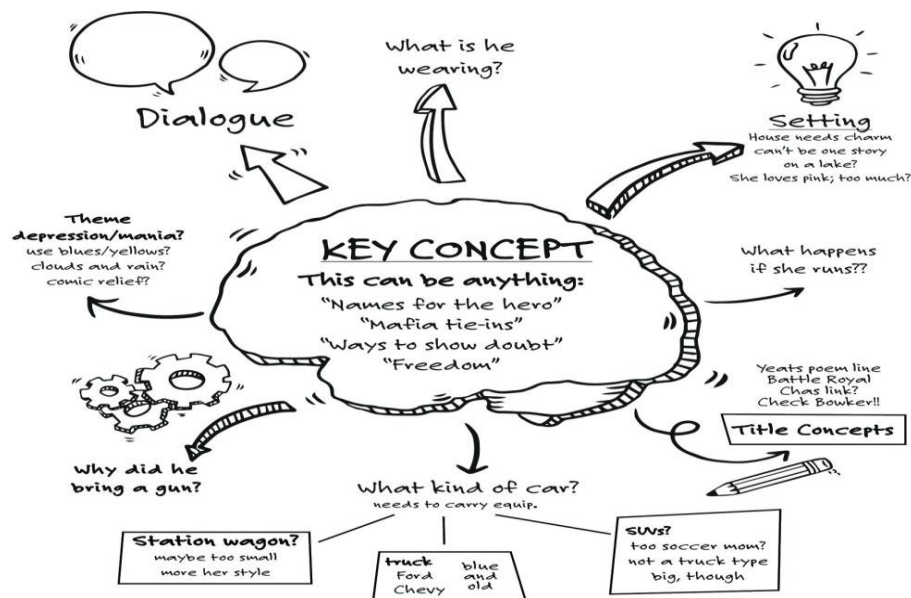 What is he
wearing?
Dialogue
Setting
House needs charm
can't be one story
on a lake?
She loves pink; too much?
Theme
depression/mania?
use blues/yellows?
clouds and rain?
comic relief?
KEY CONCEPT
This can be anything:
"Names for the hero"
"Mafia tie-ins"
"Ways to show doubt"
"Freedom"
What happens
if she runs??
Yeats poem line
Battle Royal
Chas link?
Check Bowker!!
Title Concepts
Why did he
bring a gun?
What kind of car?
needs to carry equip.
Station wagon?
maybe too small
more her style
truck
Ford
Chevy
blue
and
old
SUVs?
too soccer mom?
not a truck type
big, though